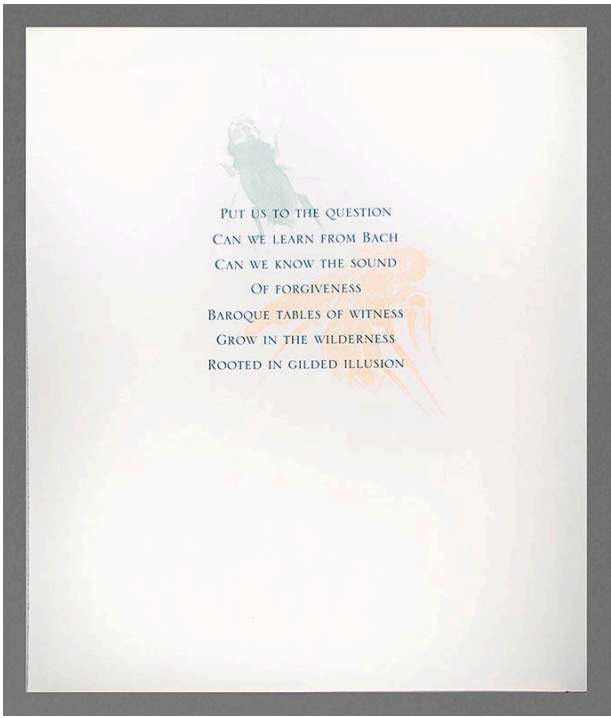 Put us to the question
Can we learn from Bach
Can we know the sound
Of forgiveness
Baroque tables of witness
Grow in the wilderness
Rooted in gilded illusion